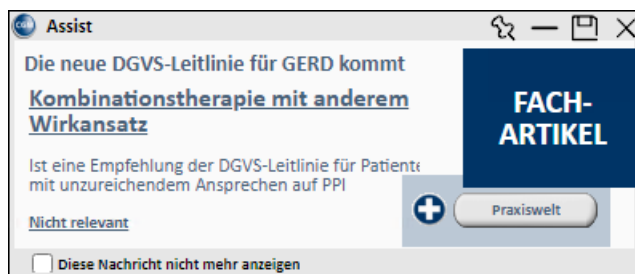 CGM Assist
Die neue DGVS-Leitlinie für GERD kommt
Kombinationstherapie mit anderem
Wirkansatz
FACH-
ARTIKEL
Ist eine Empfehlung der DGVS-Leitlinie für Patiente
mit unzureichendem Ansprechen auf PPI
Praxiswelt
Nicht relevant
Diese Nachricht nicht mehr anzeigen